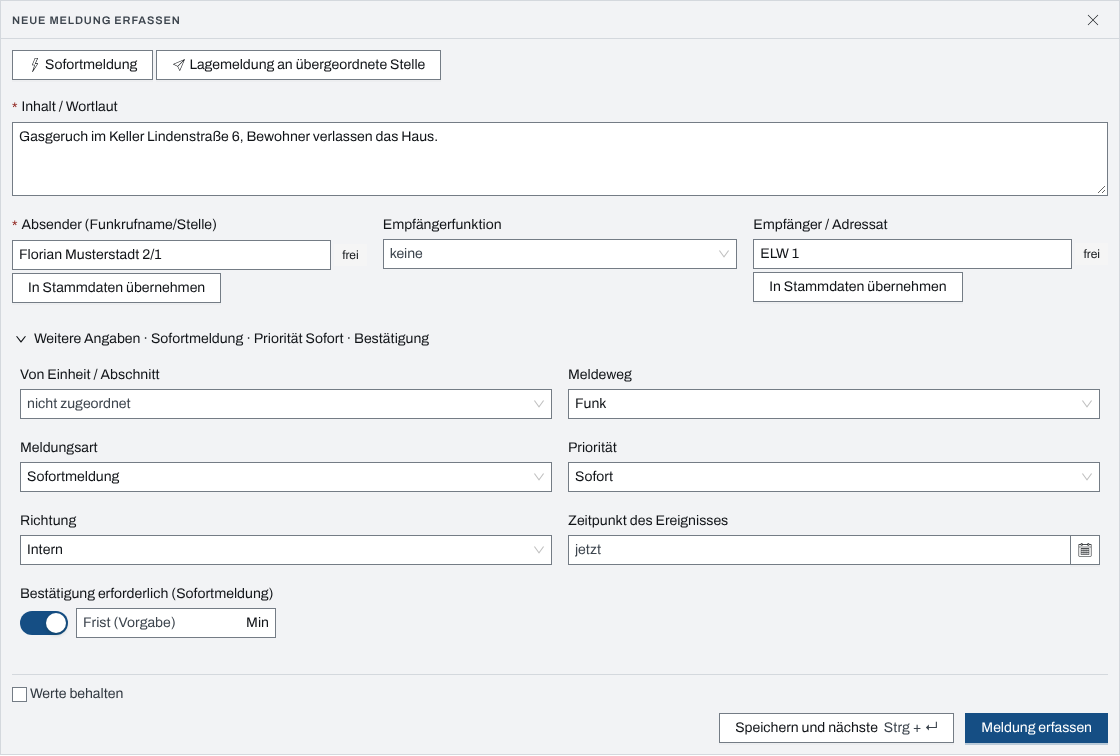 NEUE MELDUNG ERFASSEN
Sofortmeldung Lagemeldung an übergeordnete Stelle
* Inhalt / Wortlaut
Gasgeruch im Keller Lindenstraße 6, Bewohner verlassen das Haus.
* Absender (Funkrufname/Stelle) Empfängerfunktion Empfänger / Adressat
Florian Musterstadt 2/1 frei keine ELW 1 frei
In Stammdaten übernehmen In Stammdaten übernehmen
Weitere Angaben · Sofortmeldung · Priorität Sofort · Bestätigung
Von Einheit / Abschnitt Meldeweg
nicht zugeordnet Funk
Meldungsart Priorität
Sofortmeldung Sofort
Richtung Zeitpunkt des Ereignisses
Intern jetzt
Bestätigung erforderlich (Sofortmeldung)
Frist (Vorgabe) Min
Werte behalten
Speichern und nächste Strg + ↵ Meldung erfassen